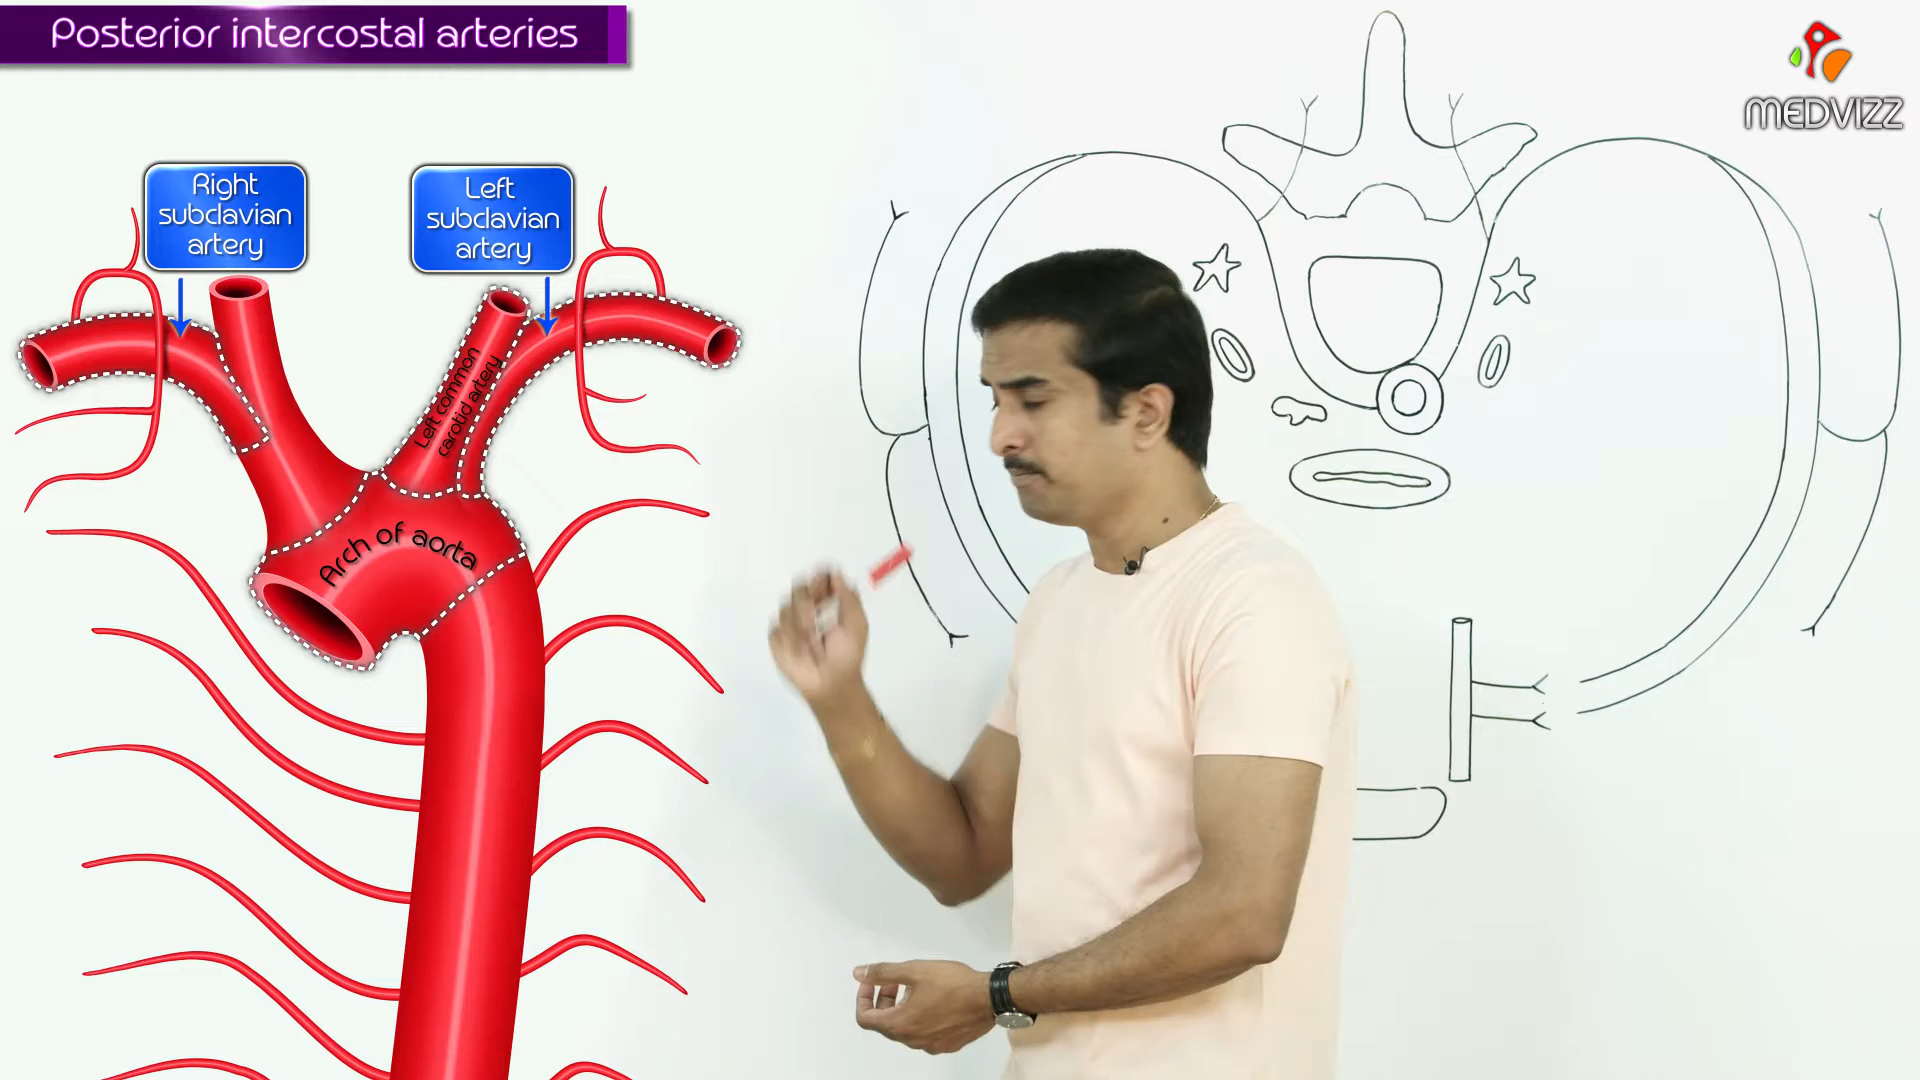 Posterior intercostal arteries
MEDVIZZ
Right
subclavian
artery
Left
subclavian
artery
Left common
carotid artery
Arch of aorta